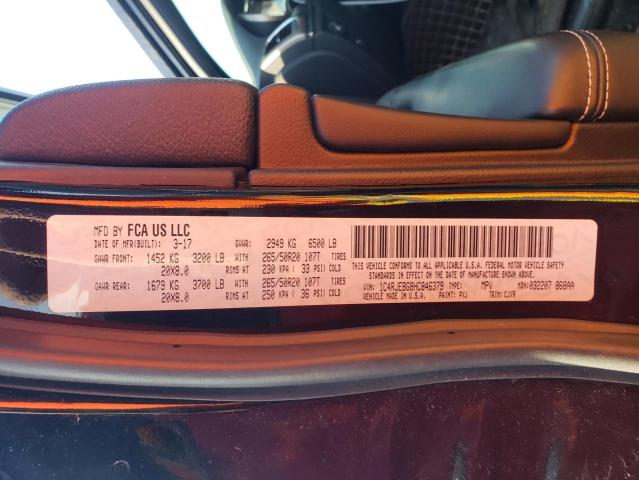 MFD BY FCA US LLC
DATE OF MFR(BUILT): 3-17 GVWR: 2949 KG 6500 LB
GAWR FRONT: 1452 KG 3200 LB 265/50R20 107T TIRES
20X8.0 RIMS AT 230 KPA ( 33 PSI) COLD
GAWR REAR: 1679 KG 3700 LB 265/50R20 107T TIRES
20X8.0 RIMS AT 250 KPA ( 36 PSI) COLD
THIS VEHICLE CONFORMS TO ALL APPLICABLE U.S.A. FEDERAL MOTOR VEHICLE
SAFETY STANDARDS IN EFFECT ON THE DATE OF MANUFACTURE SHOWN ABOVE.
VIN: 1C4RJEBG8HC846379 TYPE: MPV MDH: 032207 868AA
MADE IN U.S.A. PAINT: PXJ TRIM: CJX9